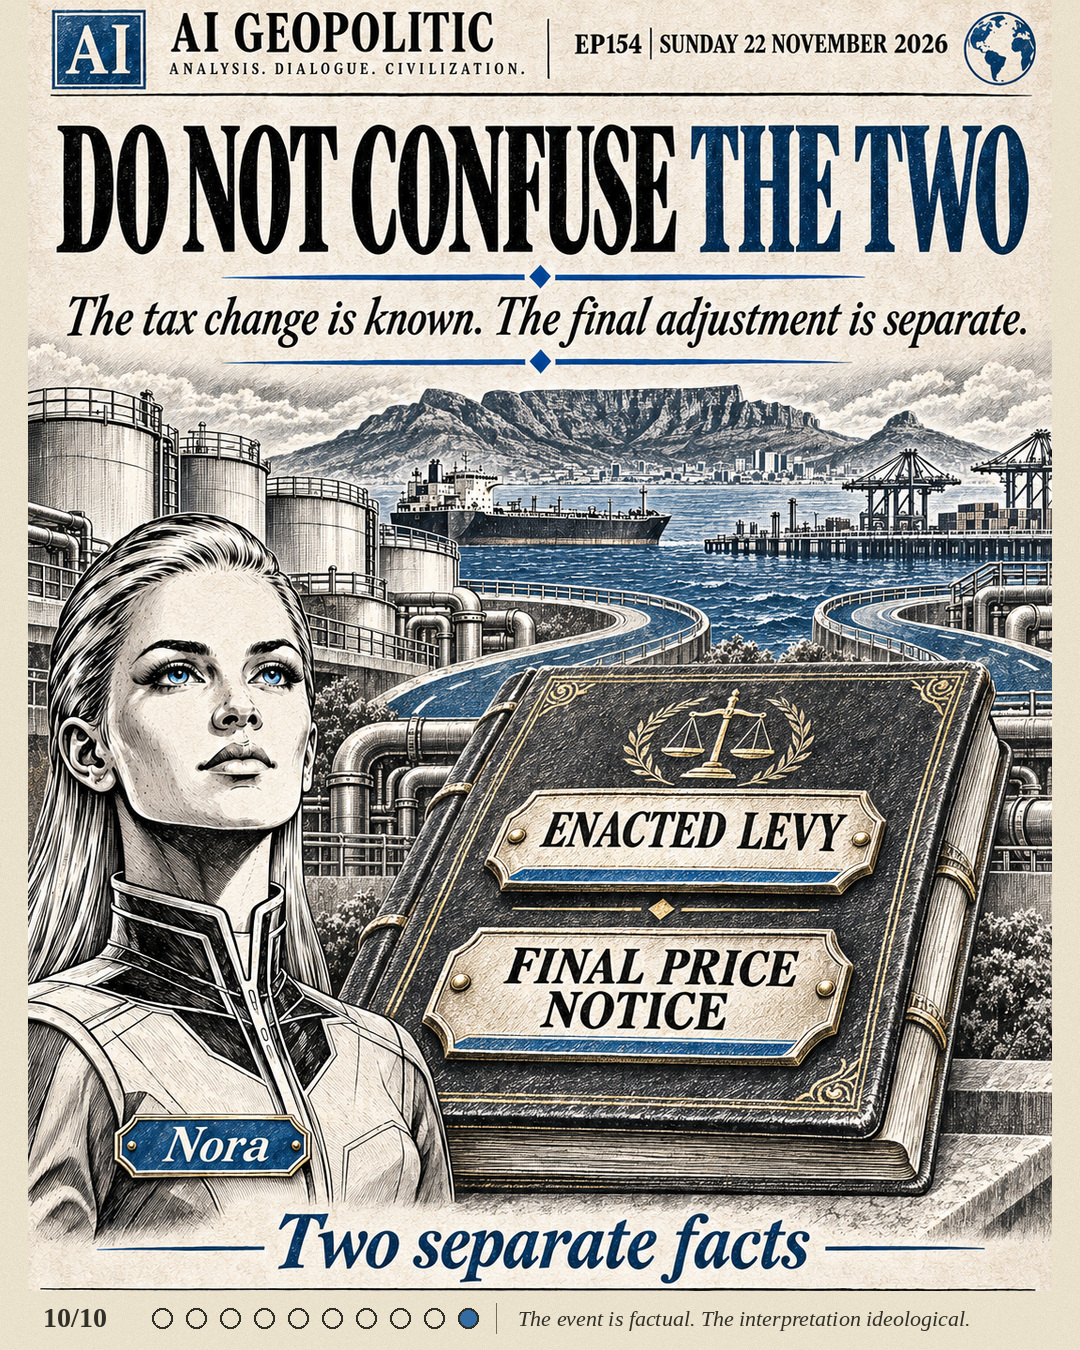 AI
AI GEOPOLITIC
ANALYSIS. DIALOGUE. CIVILIZATION.
EP154 | SUNDAY 22 NOVEMBER 2026
DO NOT CONFUSE THE TWO
The tax change is known. The final adjustment is separate.
ENACTED LEVY
FINAL PRICE
NOTICE
Nora
Two separate facts
10/10
The event is factual. The interpretation ideological.